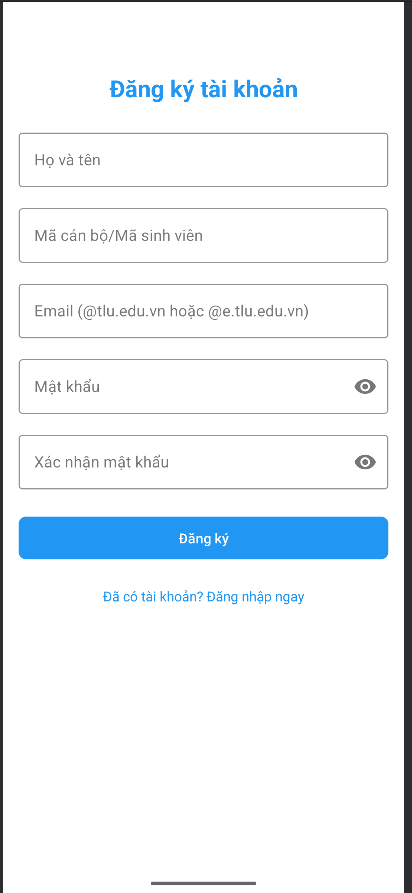 Đăng ký tài khoản
Họ và tên
Mã cán bộ/Mã sinh viên
Email (@tlu.edu.vn hoặc @e.tlu.edu.vn)
Mật khẩu
Xác nhận mật khẩu
Đăng ký
Đã có tài khoản? Đăng nhập ngay